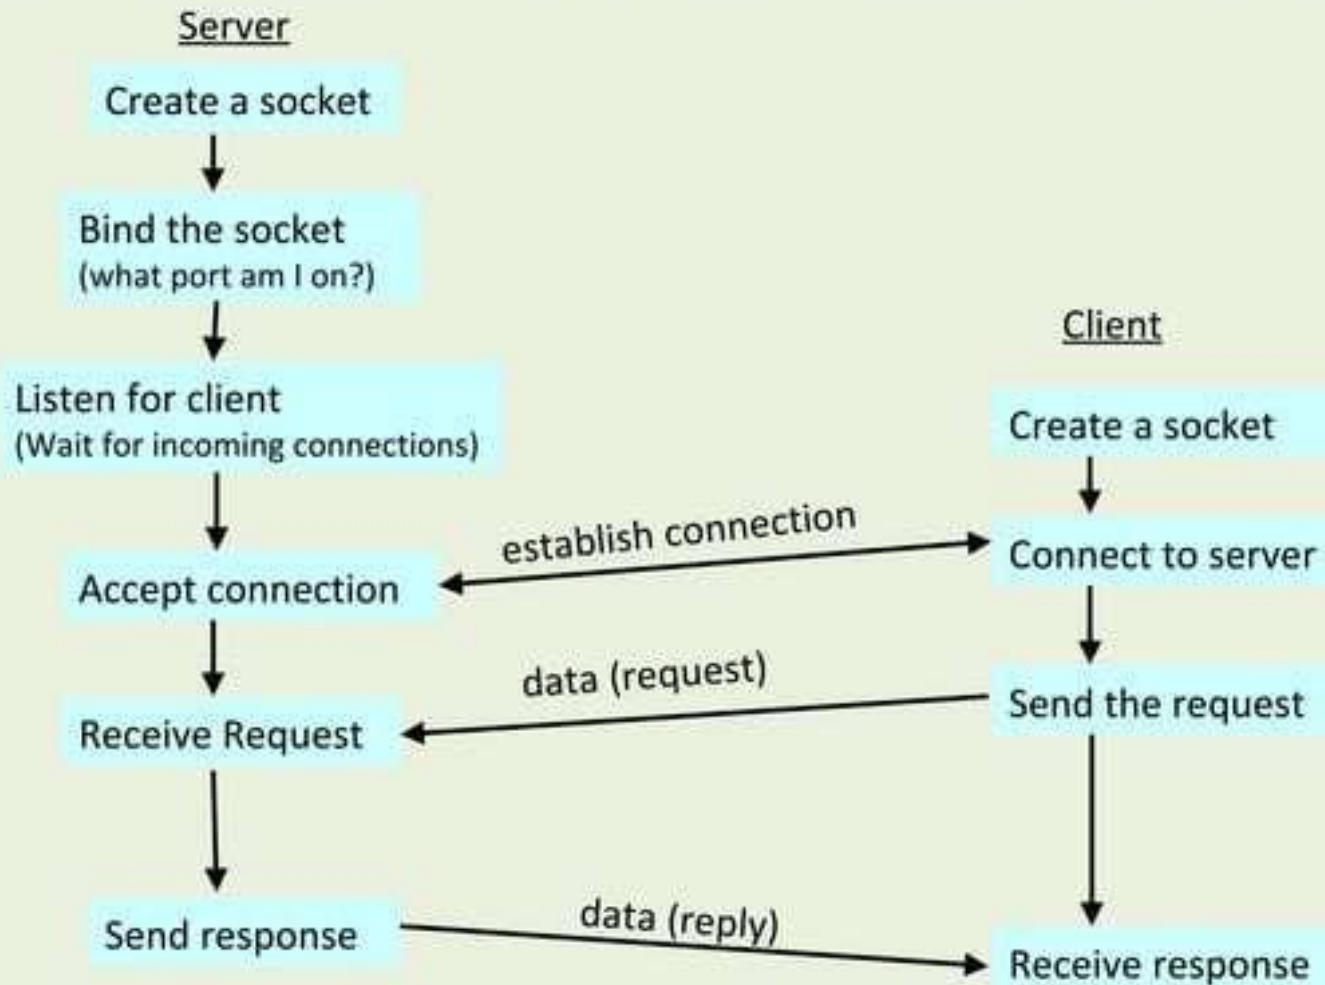 Server
Create a socket
Bind the socket
(what port am I on?)
Listen for client
(Wait for incoming connections)
Accept connection
Receive Request
Send response
establish connection
data (request)
data (reply)
Client
Create a socket
Connect to server
Send the request
Receive response